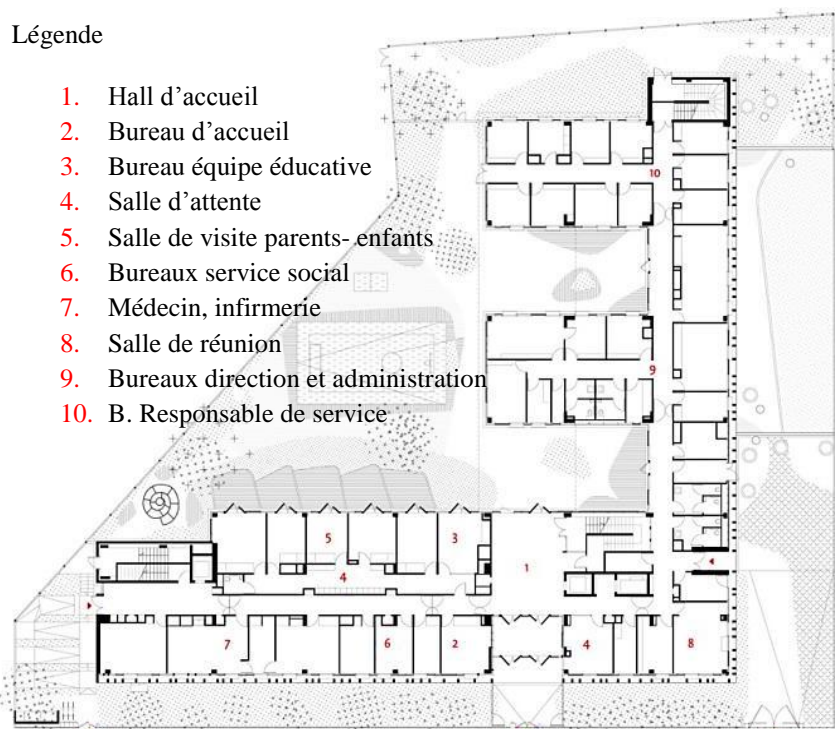 Légende
1. Hall d'accueil
2. Bureau d'accueil
3. Bureau équipe éducative
4. Salle d'attente
5. Salle de visite parents- enfants
6. Bureaux service social
7. Médecin, infirmerie
8. Salle de réunion
9. Bureaux direction et administration
10. B. Responsable de service
10
9
5
3
4
1
7
6
2
4
8